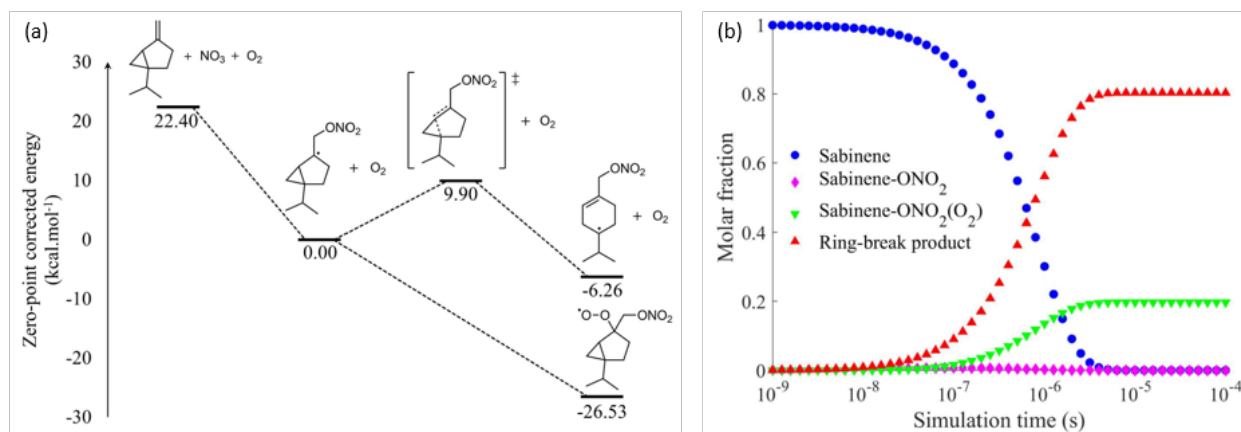 (a)
Zero-point corrected energy
(kcal.mol-1)
30
20
10
0
-10
-20
-30
+ NO3 + O2
22.40
ONO2
+ O2
0.00
ONO2
‡
+ O2
9.90
ONO2
+ O2
-6.26
•O-O ONO2
-26.53
(b)
Molar fraction
1
0.8
0.6
0.4
0.2
0
Sabinene
Sabinene-ONO2
Sabinene-ONO2(O2)
Ring-break product
10-9 10-8 10-7 10-6 10-5 10-4
Simulation time (s)